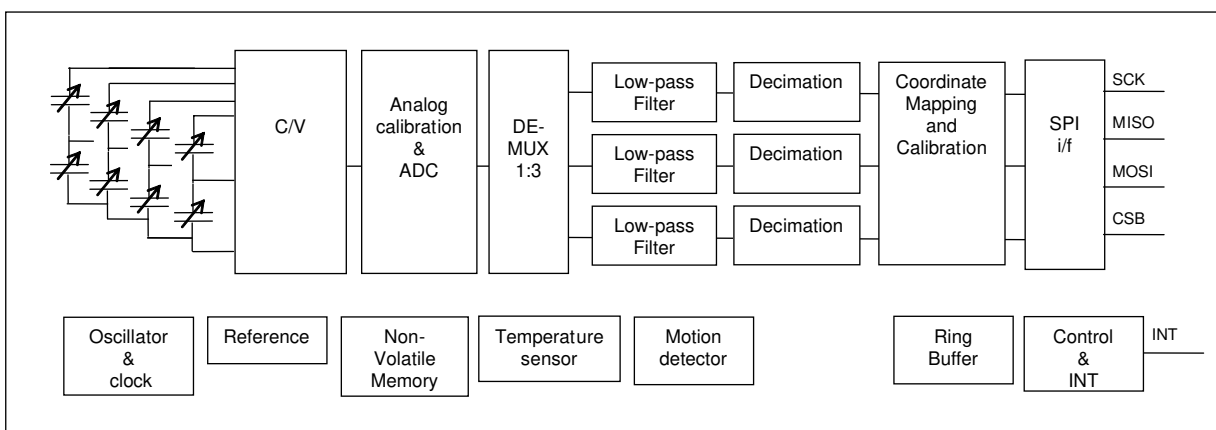 C/V
Analog
calibration
&
ADC
DE-
MUX
1:3
Low-pass
Filter
Decimation
Low-pass
Filter
Decimation
Low-pass
Filter
Decimation
Coordinate
Mapping
and
Calibration
SPI
i/f
SCK
MISO
MOSI
CSB
Oscillator
&
clock
Reference
Non-
Volatile
Memory
Temperature
sensor
Motion
detector
Ring
Buffer
Control
&
INT
INT